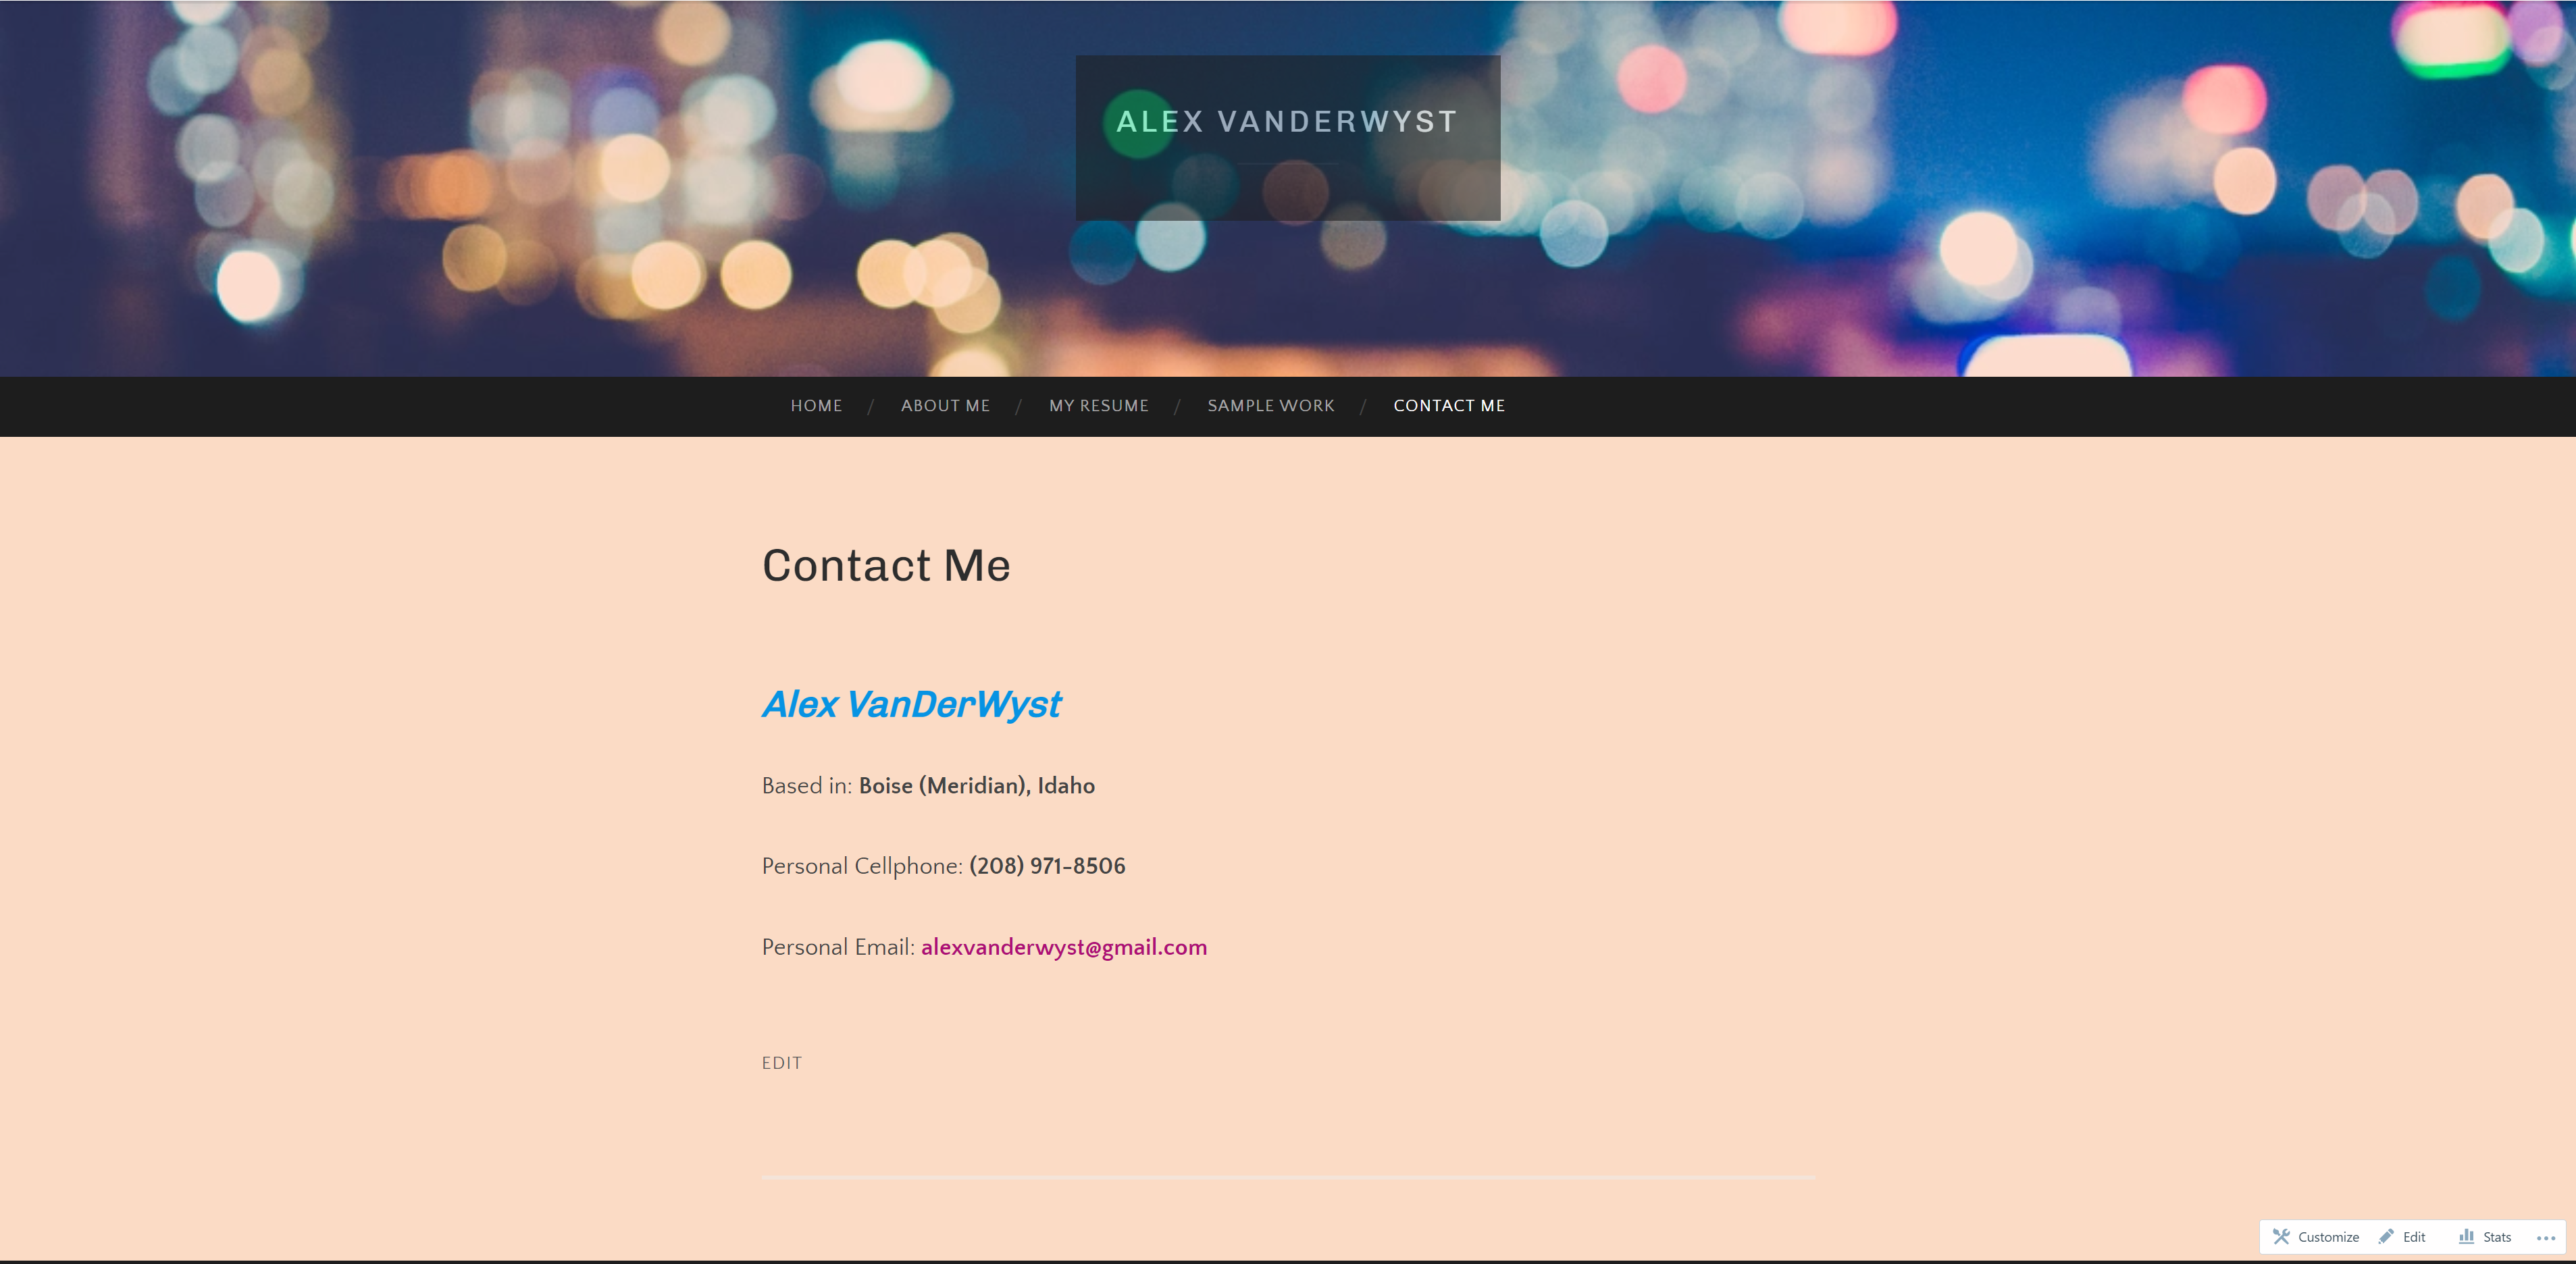 ALEX VANDERWYST
HOME / ABOUT ME / MY RESUME / SAMPLE WORK / CONTACT ME
Contact Me
Alex VanDerWyst
Based in: Boise (Meridian), Idaho
Personal Cellphone: (208) 971-8506
Personal Email: alexvanderwyst@gmail.com
EDIT
Customize Edit Stats ...